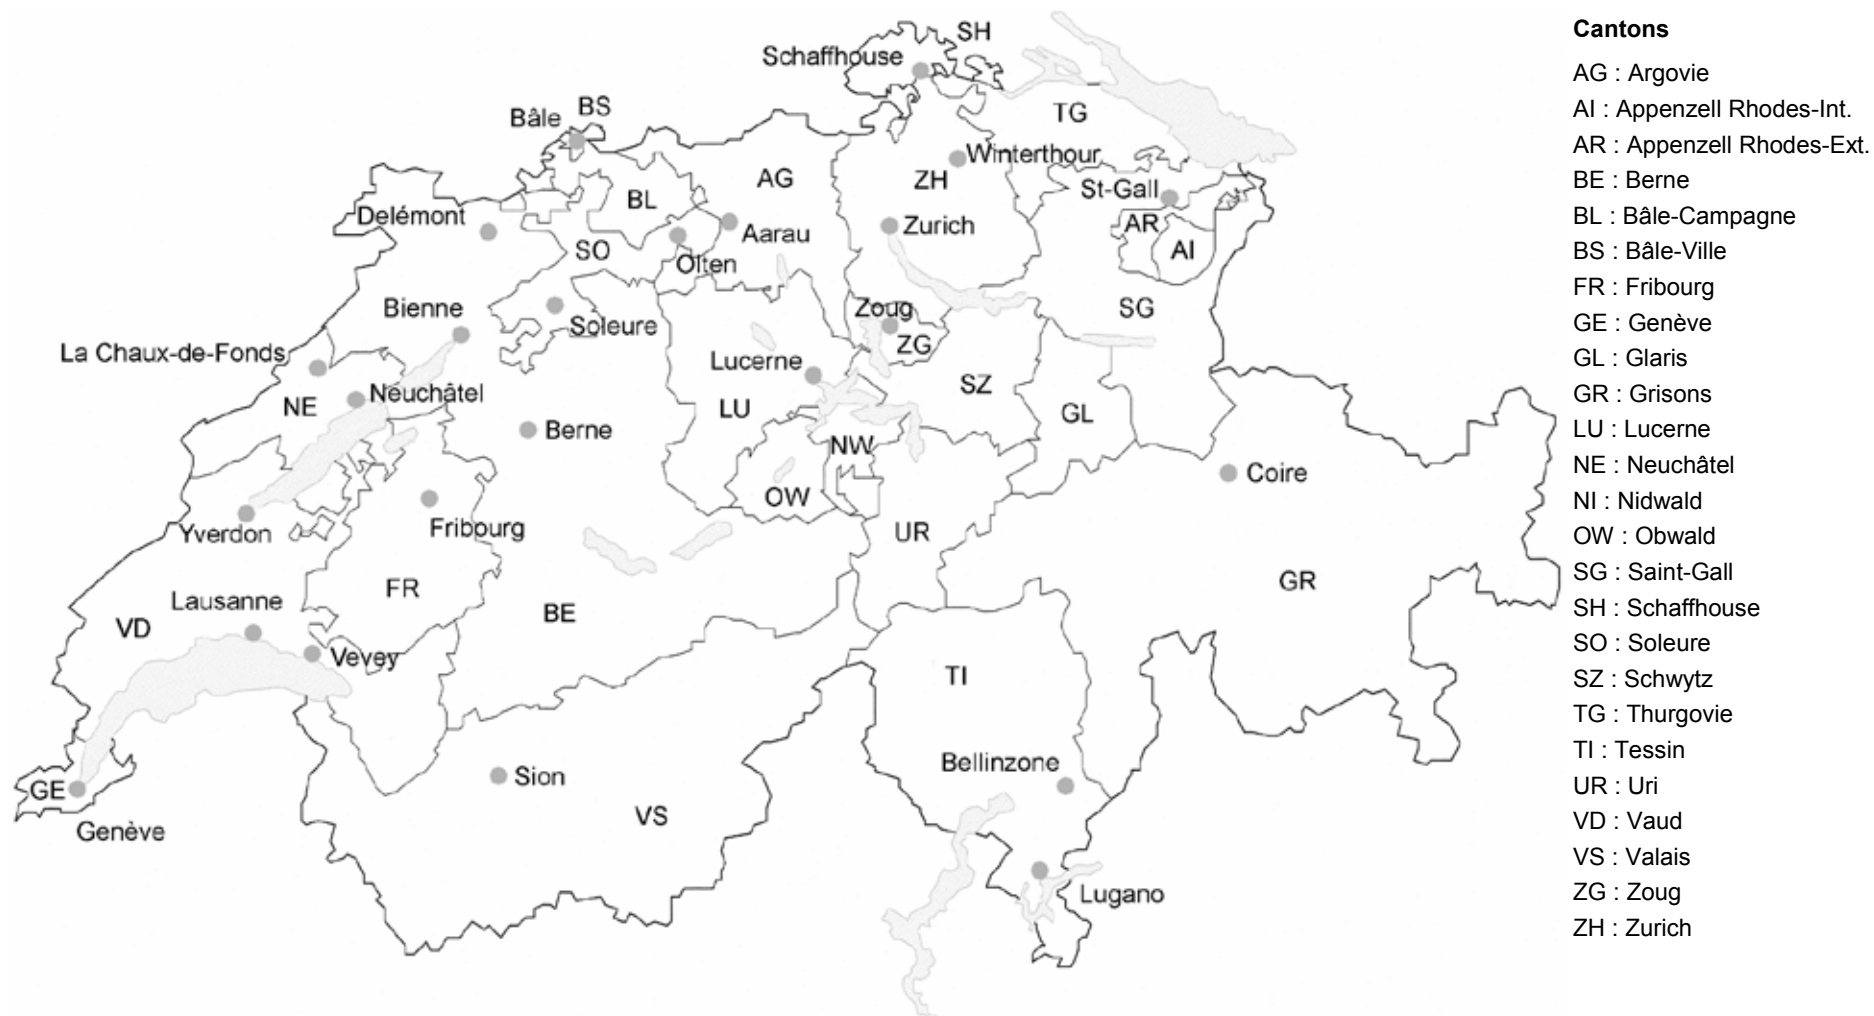 SH
Schaffhouse
BS
Bâle
TG
Winterthour
AG
ZH
BL
St-Gall
Delémont
Zurich
AR
Aarau
SO
AI
Olten
Bienne
Zoug
SG
Soleure
ZG
La Chaux-de-Fonds
Lucerne
SZ
Neuchâtel
NE
LU
GL
Berne
NW
Coire
OW
Fribourg
Yverdon
UR
GR
FR
Lausanne
BE
VD
Vevey
TI
Bellinzone
Sion
GE
VS
Genève
Lugano
Cantons
AG : Argovie
AI : Appenzell Rhodes-Int.
AR : Appenzell Rhodes-Ext.
BE : Berne
BL : Bâle-Campagne
BS : Bâle-Ville
FR : Fribourg
GE : Genève
GL : Glaris
GR : Grisons
LU : Lucerne
NE : Neuchâtel
NI : Nidwald
OW : Obwald
SG : Saint-Gall
SH : Schaffhouse
SO : Soleure
SZ : Schwytz
TG : Thurgovie
TI : Tessin
UR : Uri
VD : Vaud
VS : Valais
ZG : Zoug
ZH : Zurich